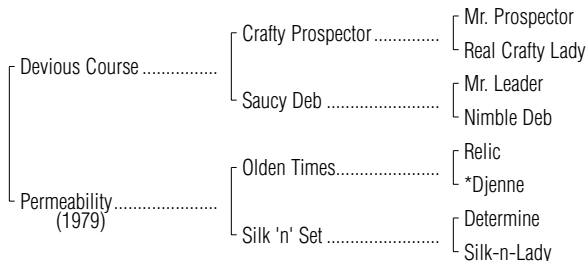 Mr. Prospector
Crafty Prospector ...............
Real Crafty Lady
Devious Course .................
Mr. Leader
Saucy Deb .........................
Nimble Deb
Relic
Olden Times.......................
*Djenne
Permeability.......................
(1979)
Determine
Silk 'n' Set .........................
Silk-n-Lady